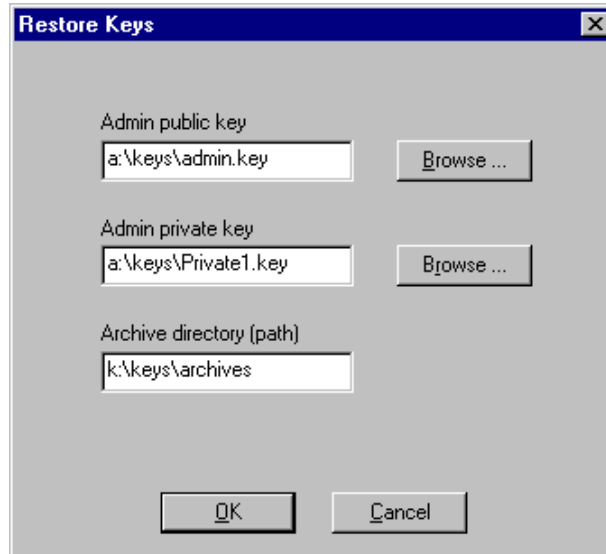 Restore Keys
Admin public key
a:\keys\admin.key
Browse ...
Admin private key
a:\keys\Private1.key
Browse ...
Archive directory (path)
k:\keys\archives
OK
Cancel